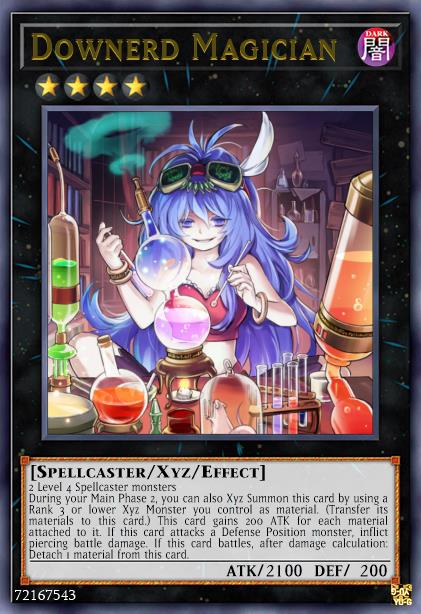 DOWNERD MAGICIAN
DARK
闇
[SPELLCASTER/XYZ/EFFECT]
2 Level 4 Spellcaster monsters
During your Main Phase 2, you can also Xyz Summon this card by using a
Rank 3 or lower Xyz Monster you control as material. (Transfer its
materials to this card.) This card gains 200 ATK for each material
attached to it. If this card attacks a Defense Position monster, inflict
piercing battle damage. If this card battles, after damage calculation:
Detach 1 material from this card.
ATK/2100 DEF/ 200
72167543